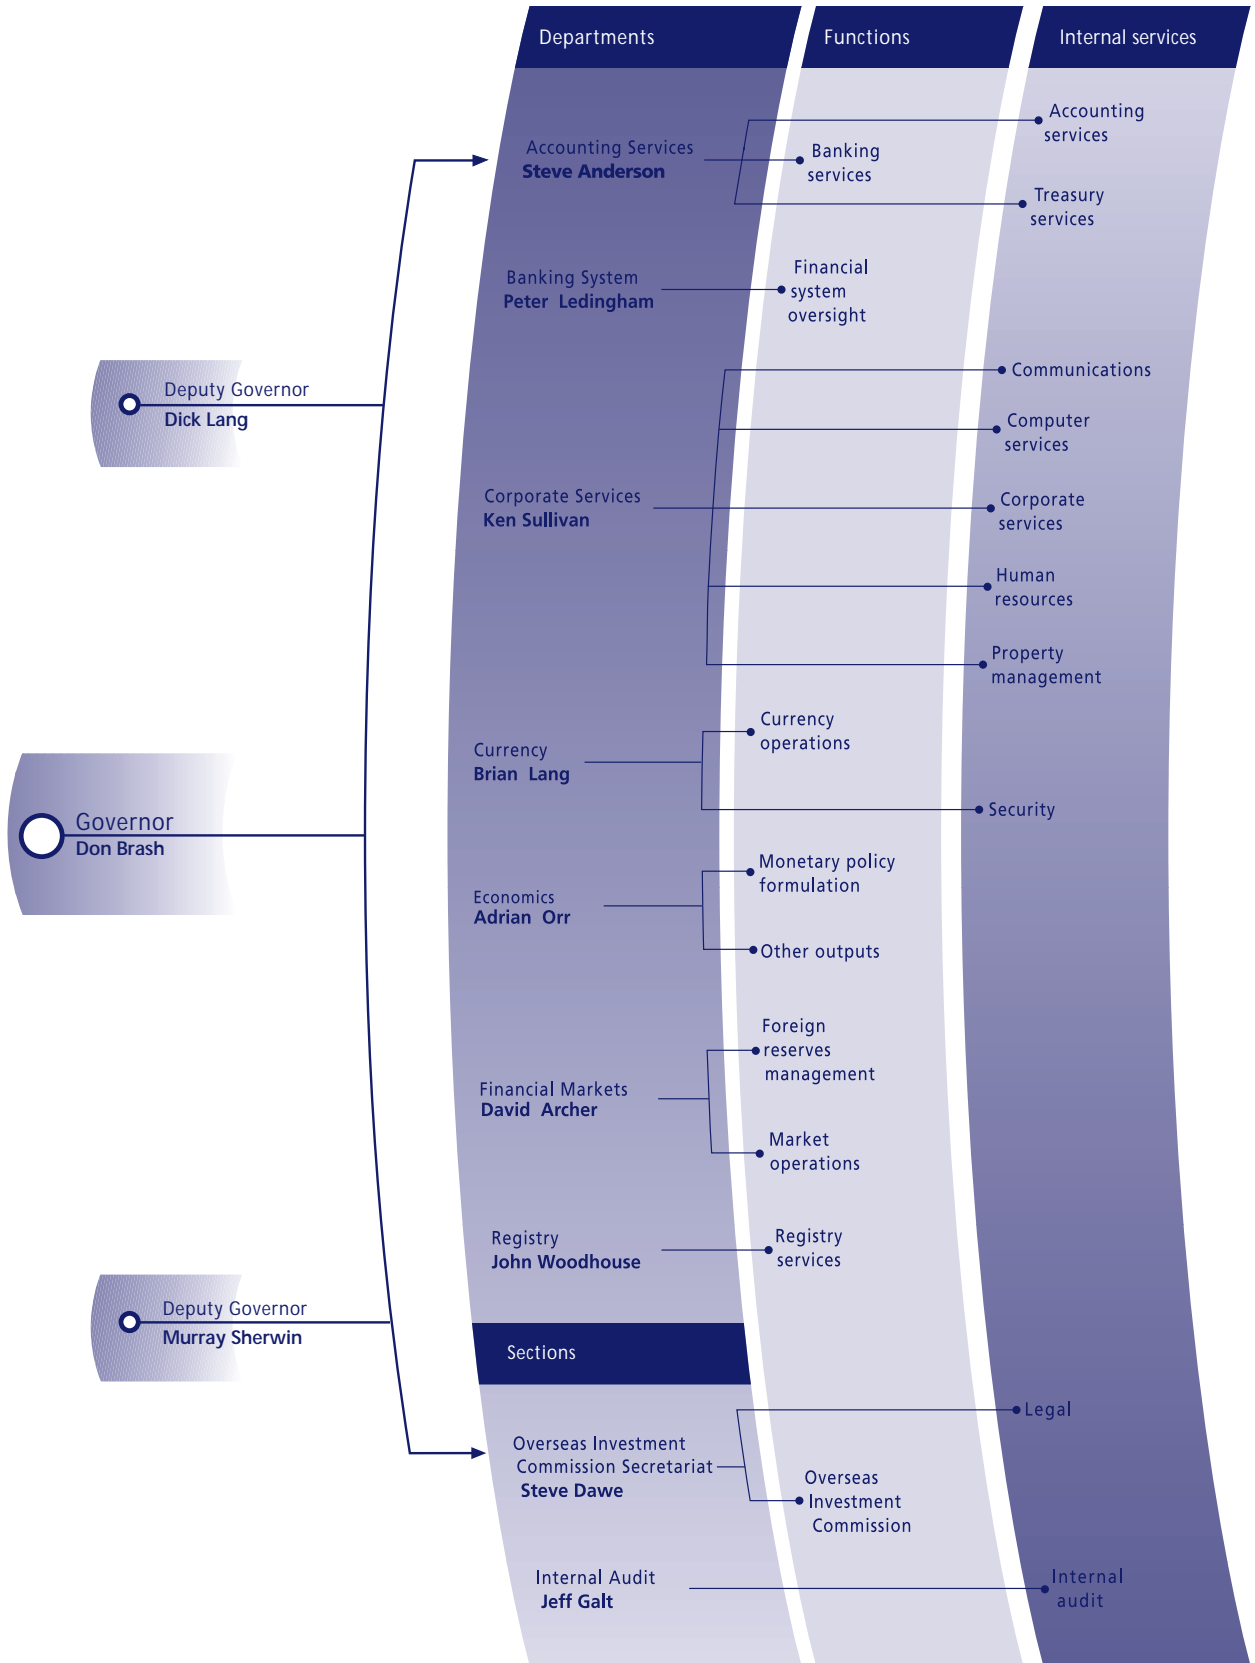 Departments
Functions
Internal services
Accounting Services
Steve Anderson
Banking
services
Accounting
services
Treasury
services
Banking System
Peter Ledingham
Financial
system
oversight
Deputy Governor
Dick Lang
Corporate Services
Ken Sullivan
Communications
Computer
services
Corporate
services
Human
resources
Property
management
Governor
Don Brash
Currency
Brian Lang
Currency
operations
Security
Economics
Adrian Orr
Monetary policy
formulation
Other outputs
Financial Markets
David Archer
Foreign
reserves
management
Market
operations
Registry
John Woodhouse
Registry
services
Deputy Governor
Murray Sherwin
Sections
Overseas Investment
Commission Secretariat
Steve Dawe
Legal
Overseas
Investment
Commission
Internal Audit
Jeff Galt
Internal
audit